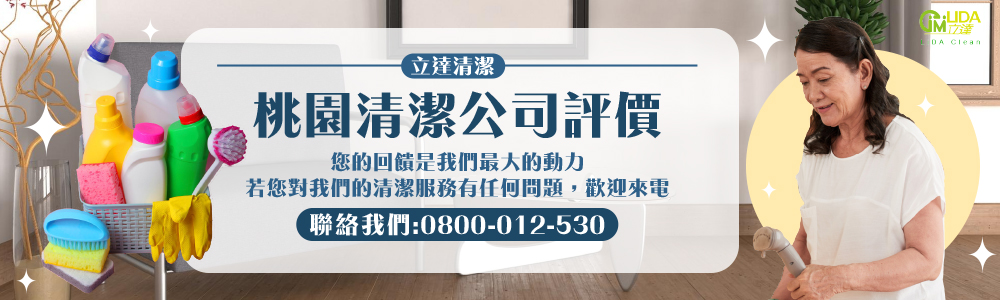 立達清潔
桃園清潔公司評價
您的回饋是我們最大的動力
若您對我們的清潔服務有任何問題，歡迎來電
聯絡我們:0800-012-530
LIDA
立達
DA Clean